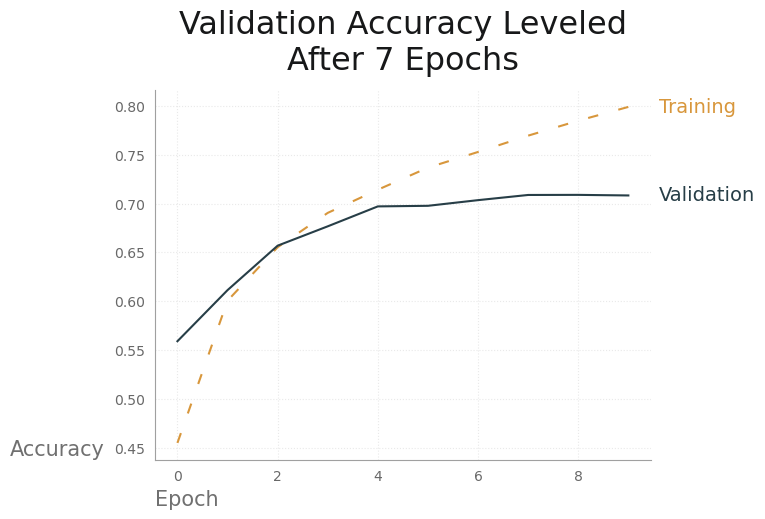 Validation Accuracy Leveled
After 7 Epochs
0.80
0.75
0.70
0.65
0.60
0.55
0.50
0.45
Accuracy
Training
Validation
0 2 4 6 8
Epoch